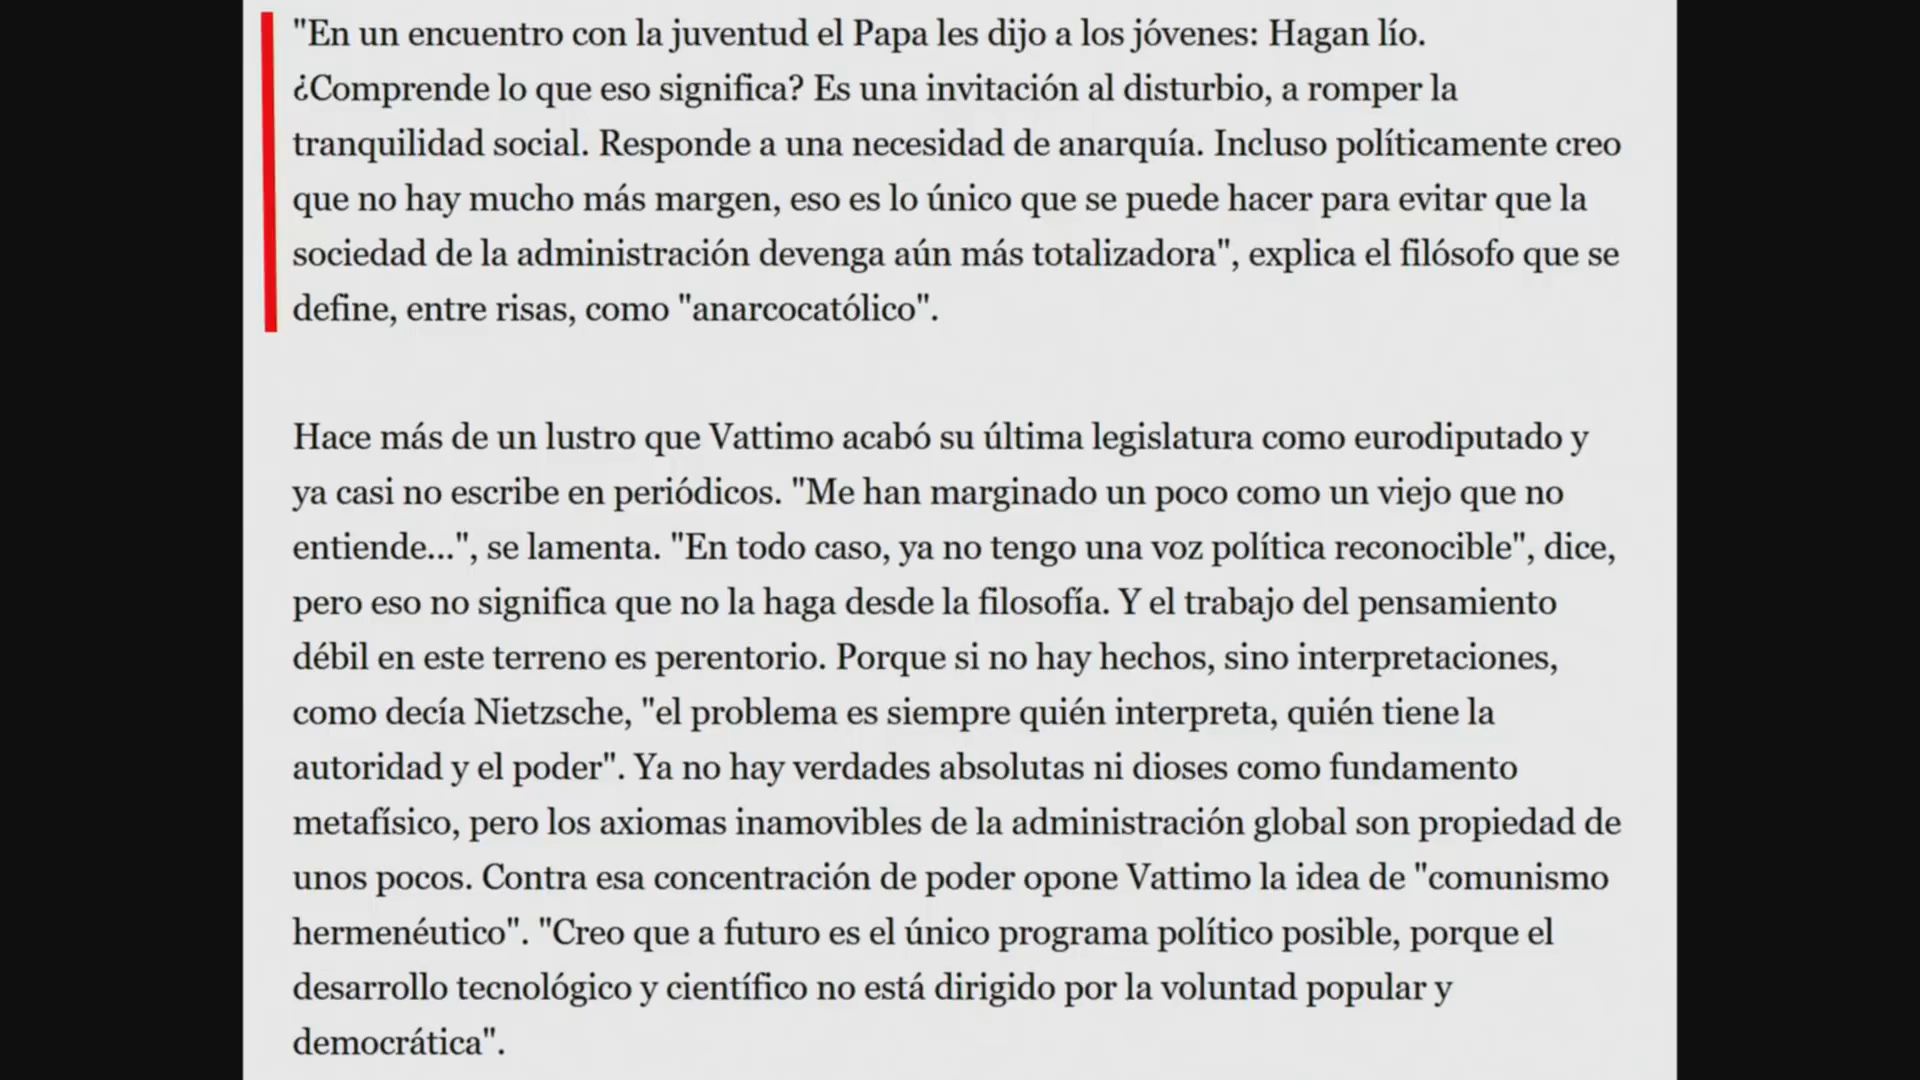 "En un encuentro con la juventud el Papa les dijo a los jóvenes: Hagan lío.
¿Comprende lo que eso significa? Es una invitación al disturbio, a romper la
tranquilidad social. Responde a una necesidad de anarquía. Incluso políticamente creo
que no hay mucho más margen, eso es lo único que se puede hacer para evitar que la
sociedad de la administración devenga aún más totalizadora", explica el filósofo que se
define, entre risas, como "anarcocatólico".
Hace más de un lustro que Vattimo acabó su última legislatura como eurodiputado y
ya casi no escribe en periódicos. "Me han marginado un poco como un viejo que no
entiende...", se lamenta. "En todo caso, ya no tengo una voz política reconocible", dice,
pero eso no significa que no la haga desde la filosofía. Y el trabajo del pensamiento
débil en este terreno es perentorio. Porque si no hay hechos, sino interpretaciones,
como decía Nietzsche, "el problema es siempre quién interpreta, quién tiene la
autoridad y el poder". Ya no hay verdades absolutas ni dioses como fundamento
metafísico, pero los axiomas inamovibles de la administración global son propiedad de
unos pocos. Contra esa concentración de poder opone Vattimo la idea de "comunismo
hermenéutico". "Creo que a futuro es el único programa político posible, porque el
desarrollo tecnológico y científico no está dirigido por la voluntad popular y
democrática".